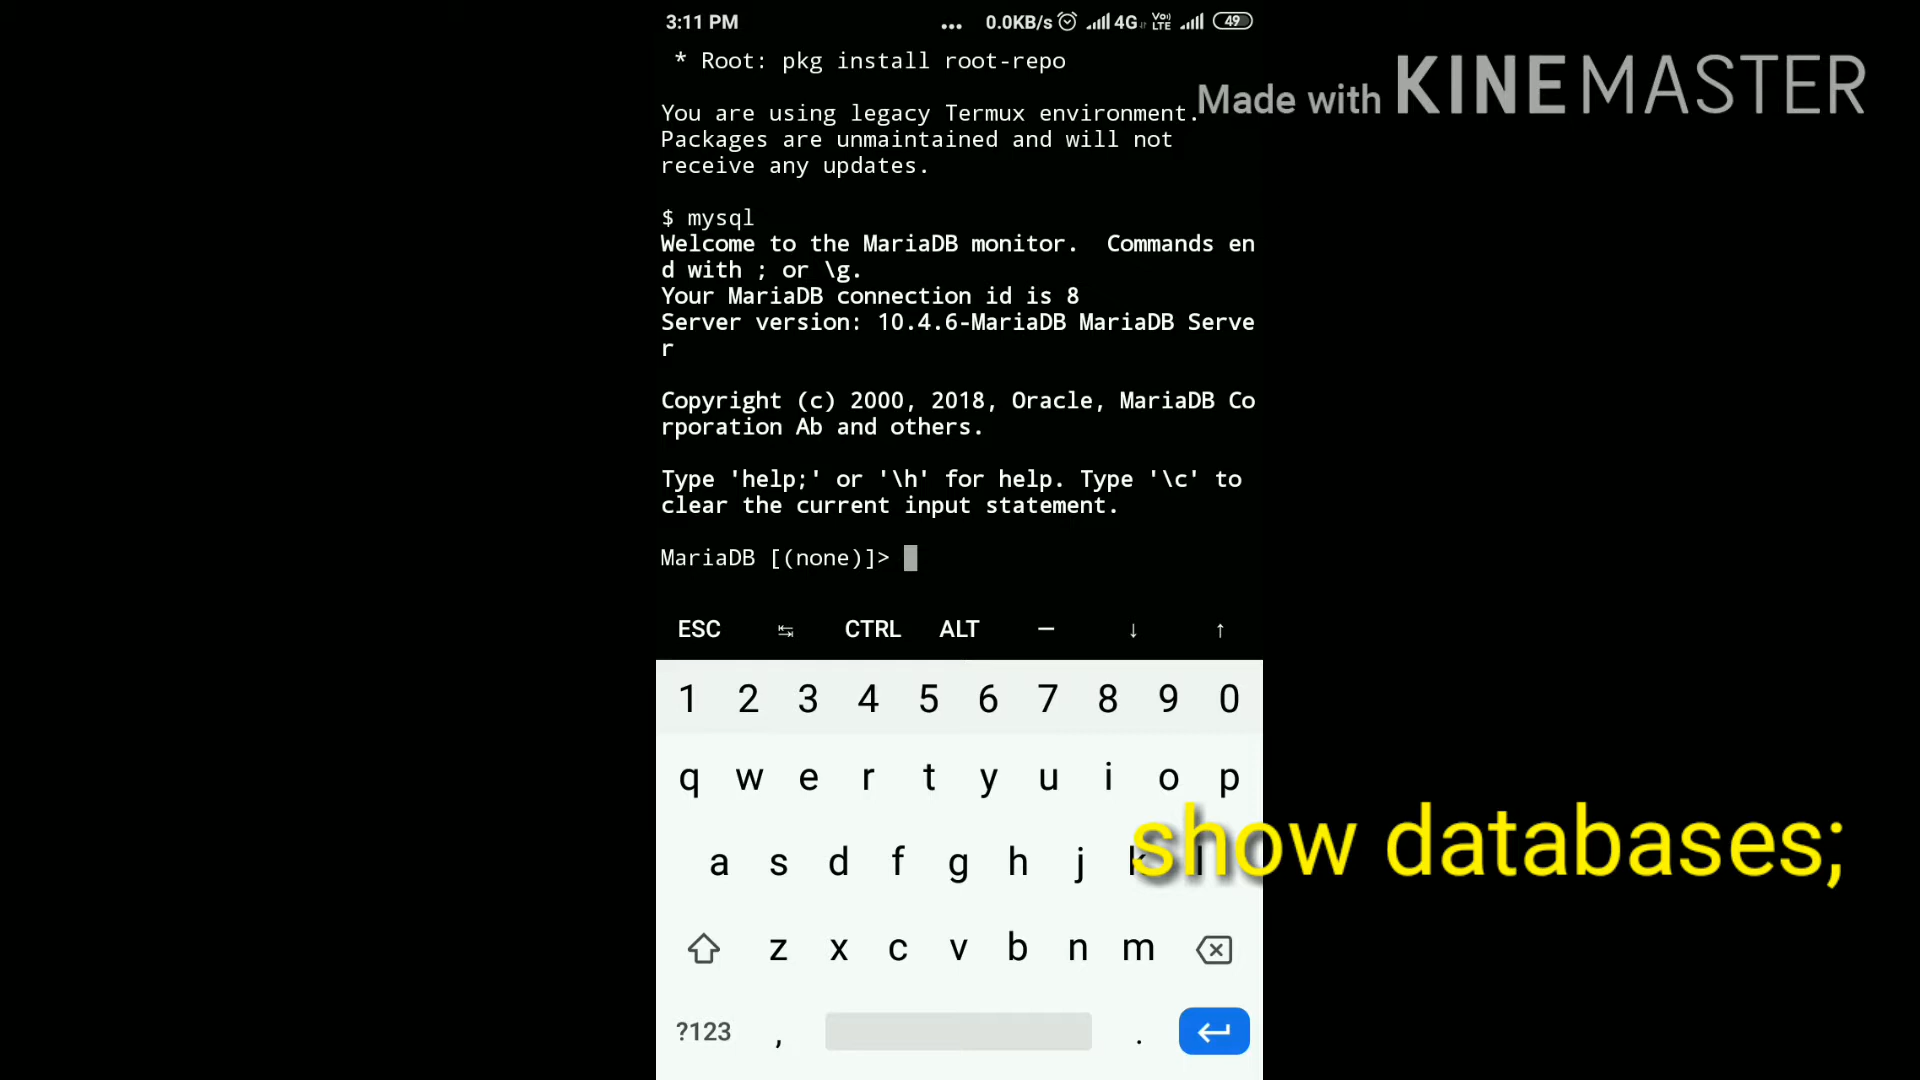 3:11 PM ... 0.0KB/s 4G Vo) LTE 49
* Root: pkg install root-repo
Made with KINEMASTER
You are using legacy Termux environment.
Packages are unmaintained and will not
receive any updates.
$ mysql
Welcome to the MariaDB monitor.  Commands en
d with ; or \g.
Your MariaDB connection id is 8
Server version: 10.4.6-MariaDB MariaDB Serve
r
Copyright (c) 2000, 2018, Oracle, MariaDB Co
rporation Ab and others.
Type 'help;' or '\h' for help. Type '\c' to
clear the current input statement.
MariaDB [(none)]>
ESC ↹ CTRL ALT — ↓ ↑
1 2 3 4 5 6 7 8 9 0
q w e r t y u i o p
a s d f g h j k l
show databases;
z x c v b n m
?123 , .